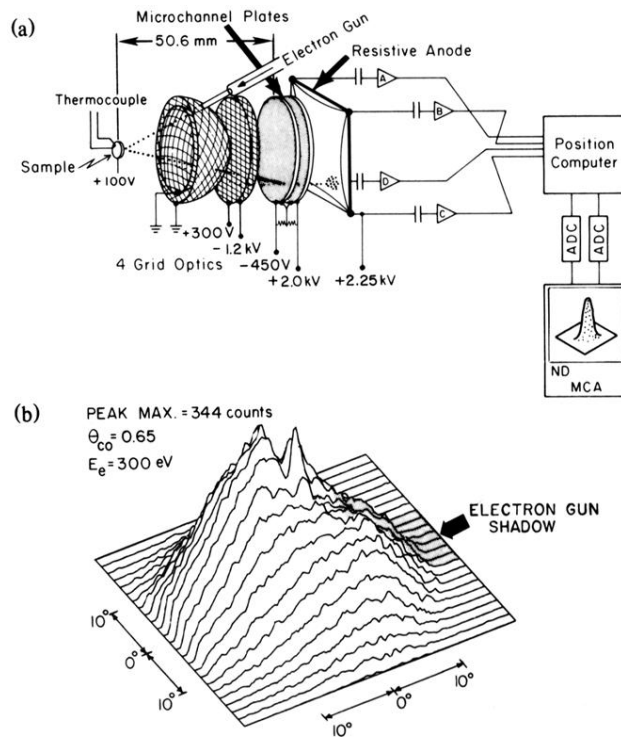 (a)
Microchannel Plates
Electron Gun
50.6 mm
Resistive Anode
Thermocouple
Sample
+100V
A
B
D
C
Position
Computer
ADC
ADC
+300V
-1.2 kV
4 Grid Optics
-450V
+2.0kV
+2.25 kV
ND
MCA
(b)
PEAK MAX. = 344 counts
θco = 0.65
Ee = 300 eV
ELECTRON GUN
SHADOW
10°
0°
10°
10°
0°
10°